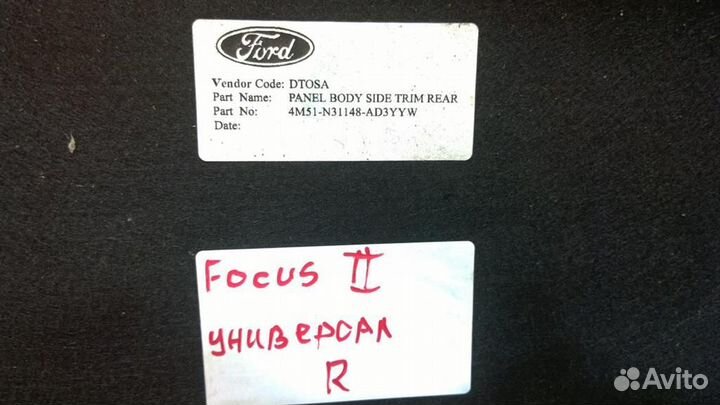 Ford
Vendor Code: DTOSA
Part Name: PANEL BODY SIDE TRIM REAR
Part No: 4M51-N31148-AD3YYW
Date:
Focus II
универсал
R
Avito